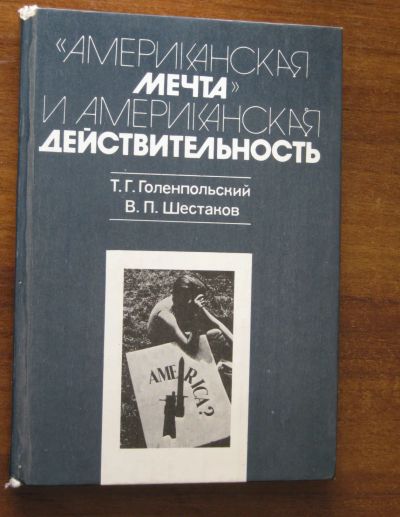 «АМЕРИКАНСКАЯ
МЕЧТА»
И АМЕРИКАНСКАЯ
ДЕЙСТВИТЕЛЬНОСТЬ
Т. Г. Голенпольский
В. П. Шестаков
AMERICA?